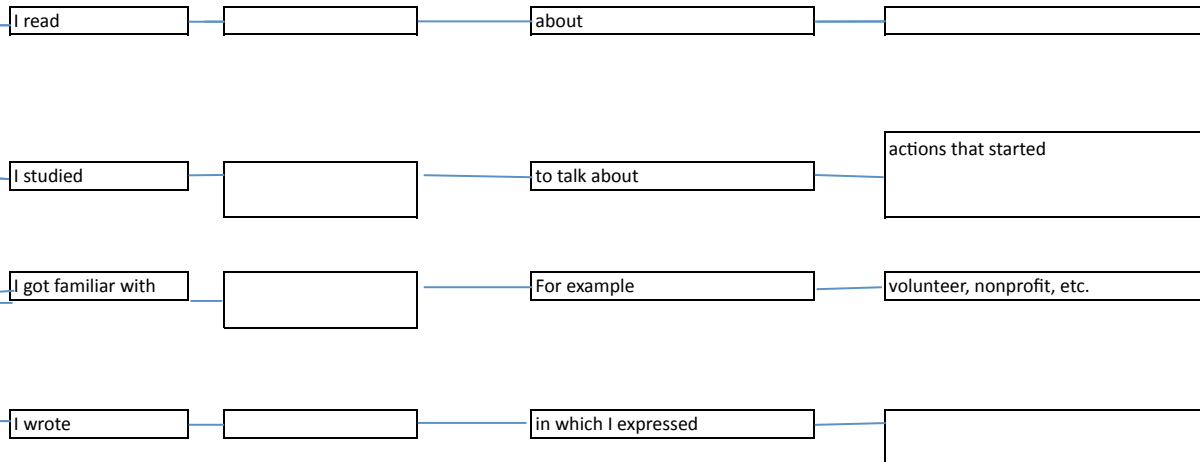 I read about
I studied to talk about actions that started
I got familiar with For example volunteer, nonprofit, etc.
I wrote in which I expressed